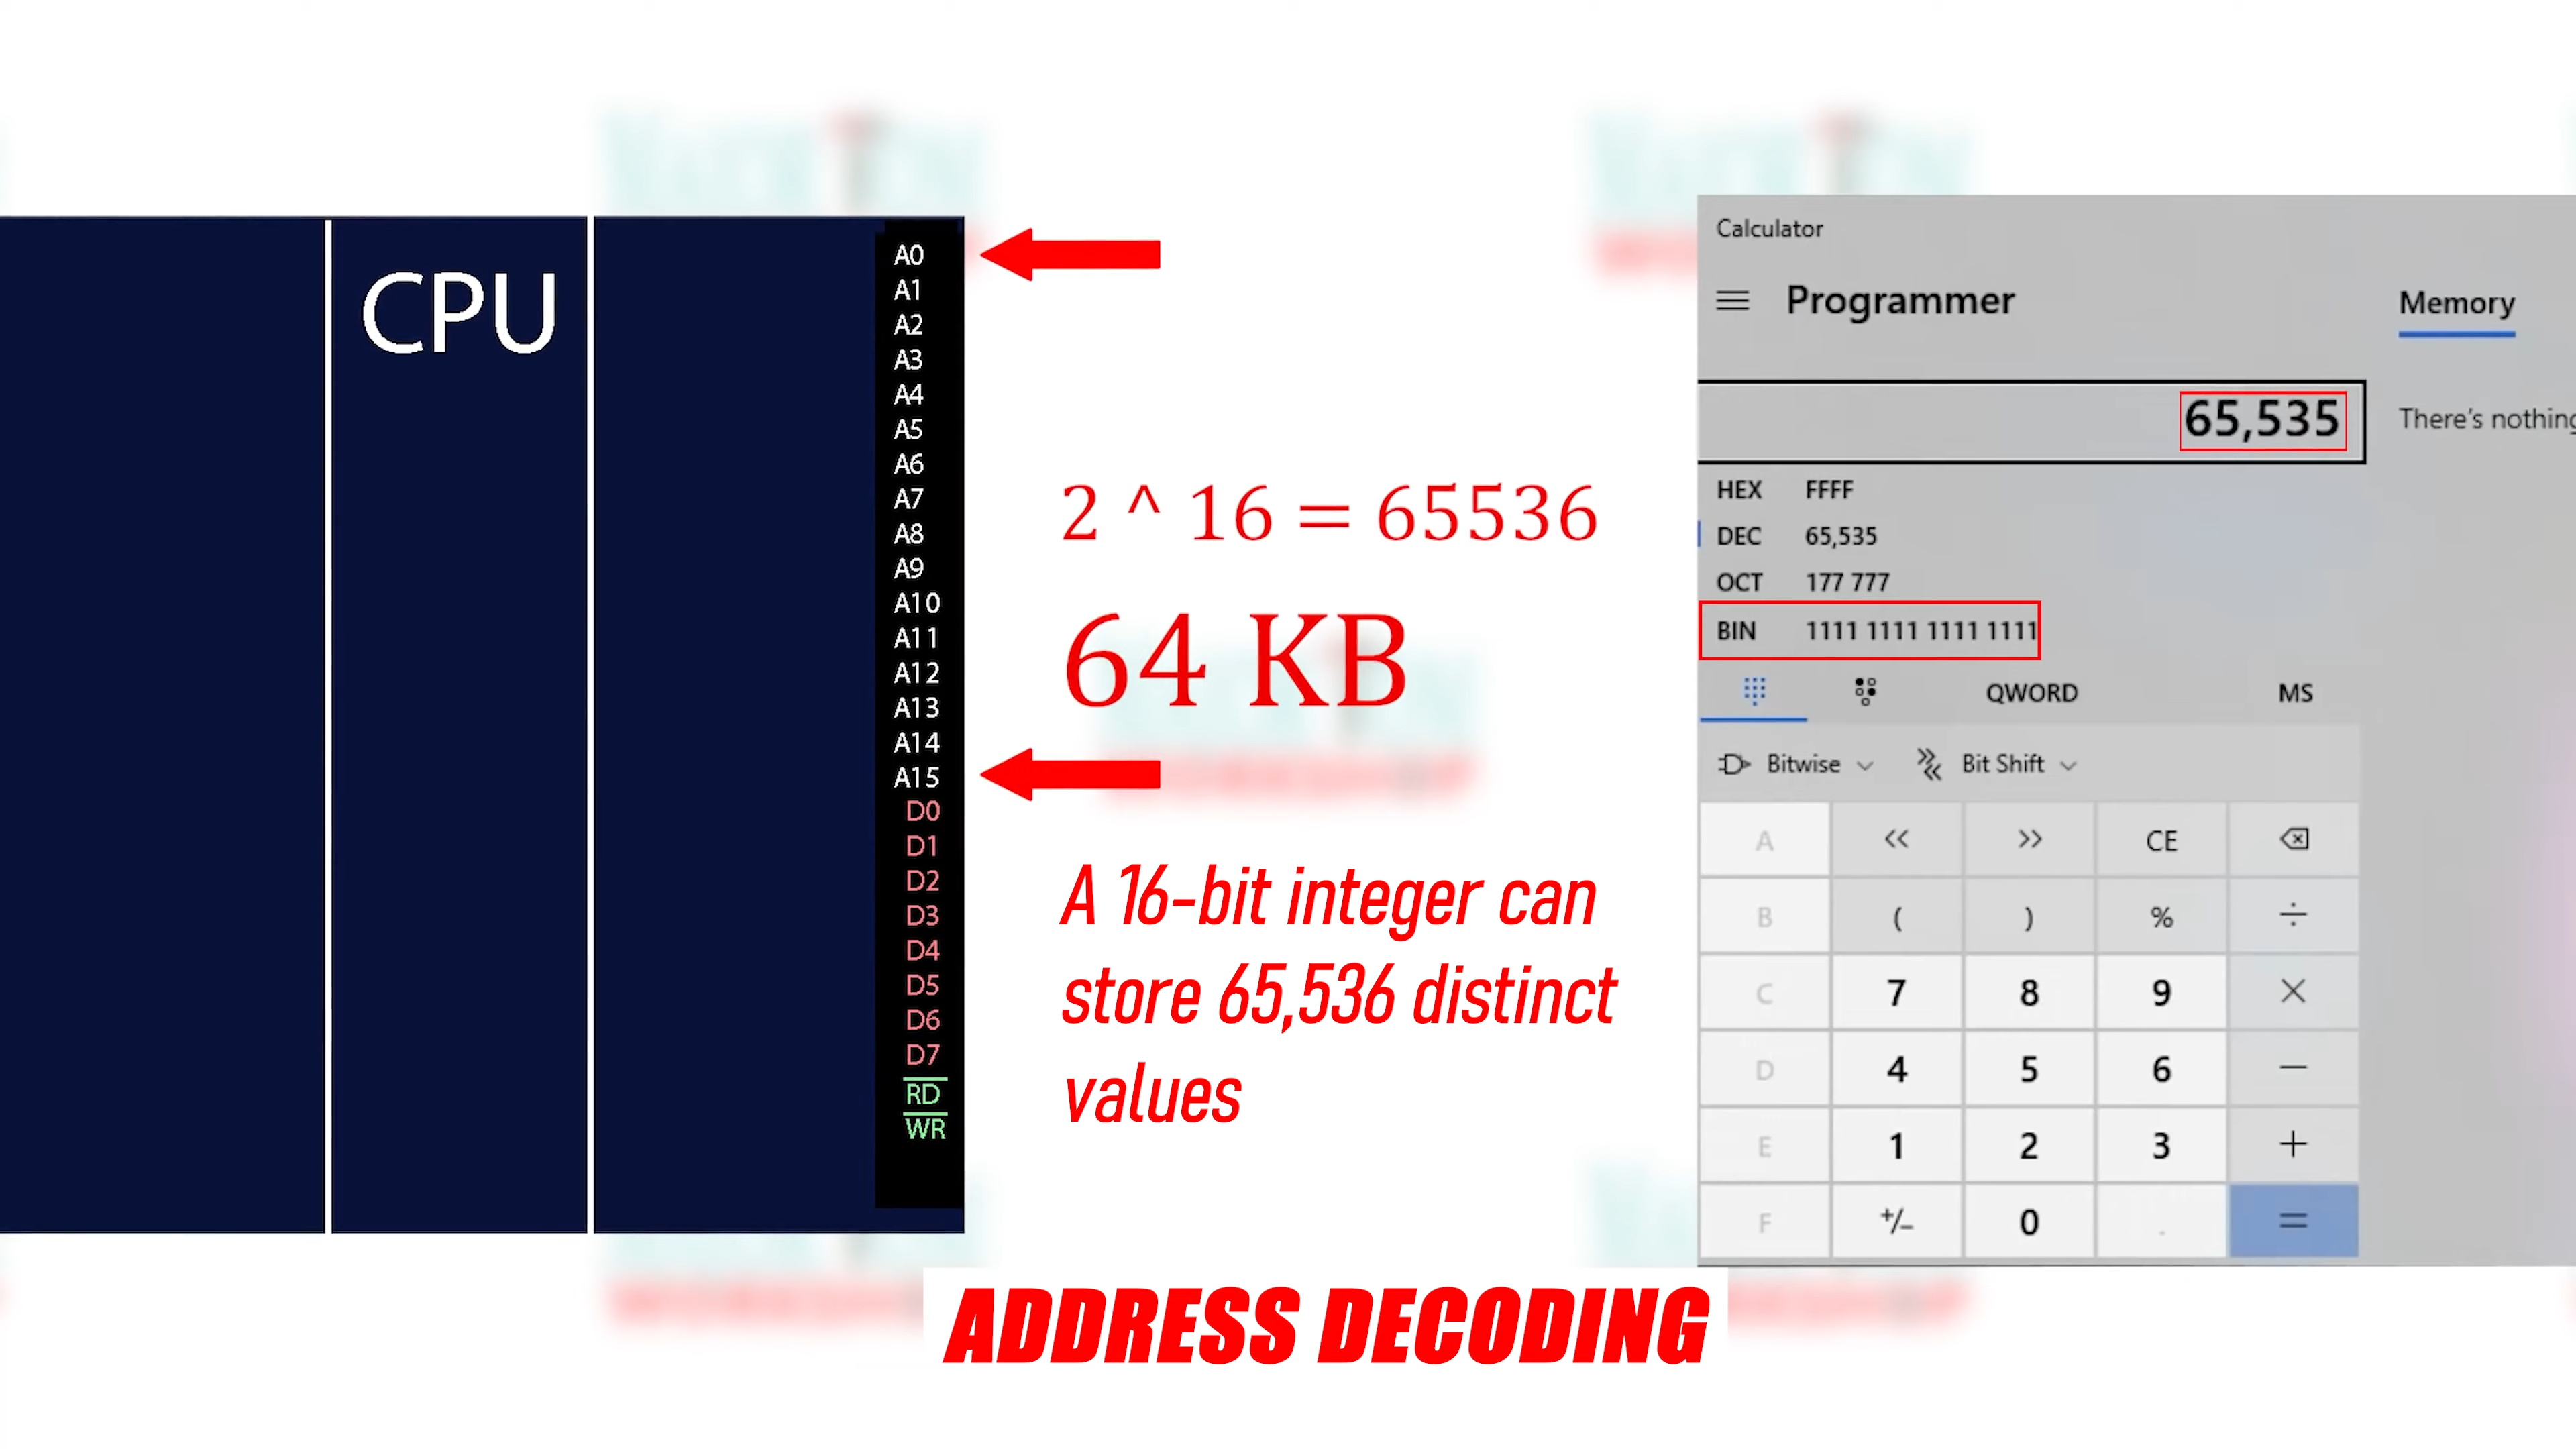 CPU
A0
A1
A2
A3
A4
A5
A6
A7
A8
A9
A10
A11
A12
A13
A14
A15
D0
D1
D2
D3
D4
D5
D6
D7
RD
WR
2 ^ 16 = 65536
64 KB
A 16-bit integer can
store 65,536 distinct
values
Calculator
Programmer
Memory
65,535
There's nothing
HEX FFFF
DEC 65,535
OCT 177 777
BIN 1111 1111 1111 1111
QWORD MS
Bitwise Bit Shift
A << >> CE
B ( ) % ÷
C 7 8 9 ×
D 4 5 6 −
E 1 2 3 +
F +/− 0 . =
ADDRESS DECODING